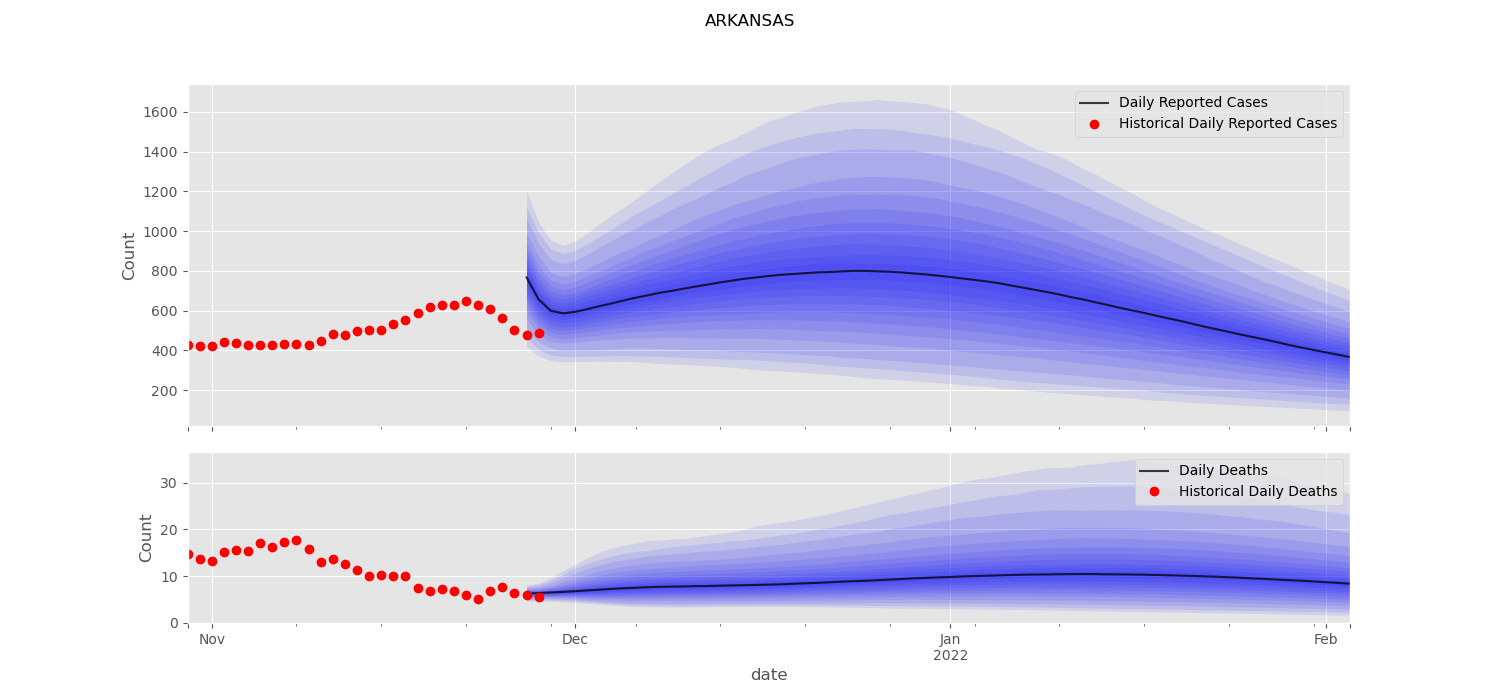 ARKANSAS
Count
1600
1400
1200
1000
800
600
400
200
Daily Reported Cases
Historical Daily Reported Cases
Count
30
20
10
0
Daily Deaths
Historical Daily Deaths
Nov
Dec
Jan
2022
Feb
date